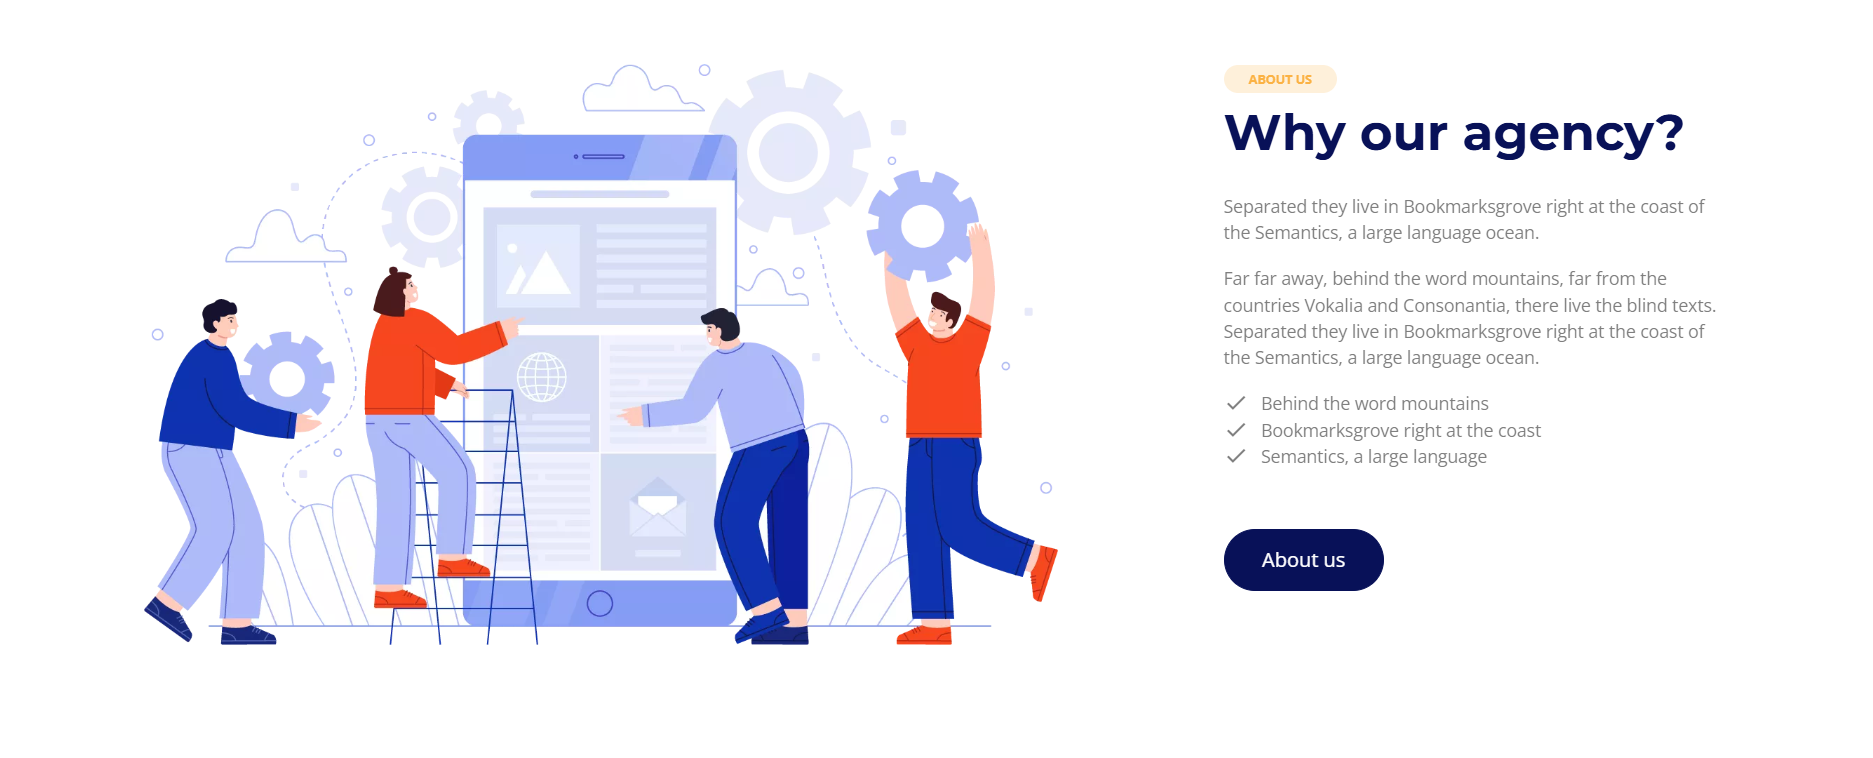 ABOUT US
Why our agency?
Separated they live in Bookmarksgrove right at the coast of
the Semantics, a large language ocean.
Far far away, behind the word mountains, far from the
countries Vokalia and Consonantia, there live the blind texts.
Separated they live in Bookmarksgrove right at the coast of
the Semantics, a large language ocean.
Behind the word mountains
Bookmarksgrove right at the coast
Semantics, a large language
About us